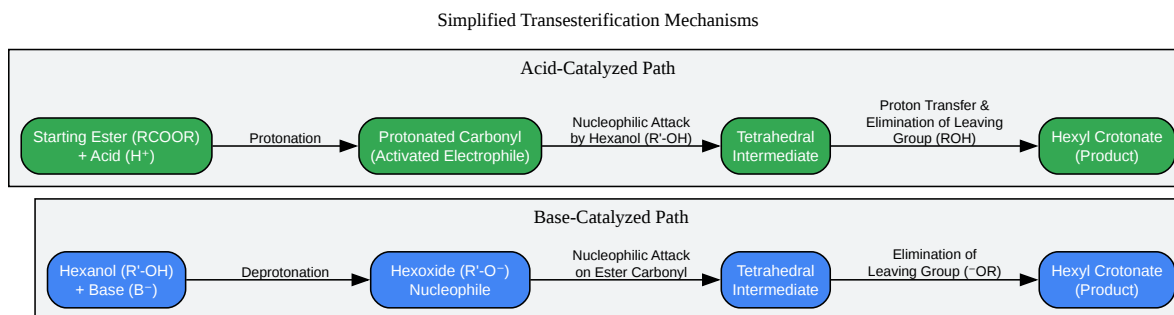 Simplified Transesterification Mechanisms
Acid-Catalyzed Path
Starting Ester (RCOOR)
+ Acid (H⁺)
Protonation
Protonated Carbonyl
(Activated Electrophile)
Nucleophilic Attack
by Hexanol (R'-OH)
Tetrahedral
Intermediate
Proton Transfer &
Elimination of Leaving
Group (ROH)
Hexyl Crotonate
(Product)
Base-Catalyzed Path
Hexanol (R'-OH)
+ Base (B⁻)
Deprotonation
Hexoxide (R'-O⁻)
Nucleophile
Nucleophilic Attack
on Ester Carbonyl
Tetrahedral
Intermediate
Elimination of
Leaving Group (⁻OR)
Hexyl Crotonate
(Product)